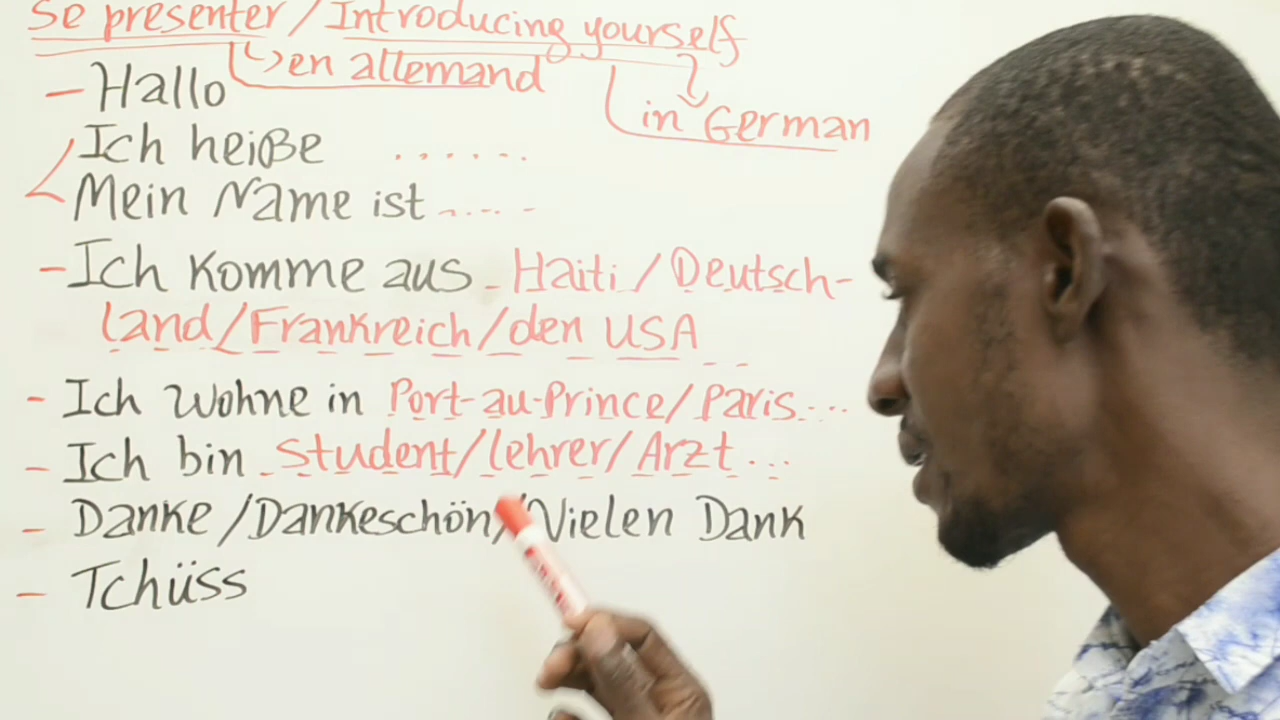 Se presenter / Introducing yourself
en allemand
in German
- Hallo
Ich heiße ......
Mein Name ist .....
- Ich Komme aus Haiti / Deutsch-
land / Frankreich / den USA
- Ich wohne in Port-au-Prince / Paris ...
- Ich bin Student / lehrer / Arzt ...
- Danke / Dankeschön / Vielen Dank
- Tchüss